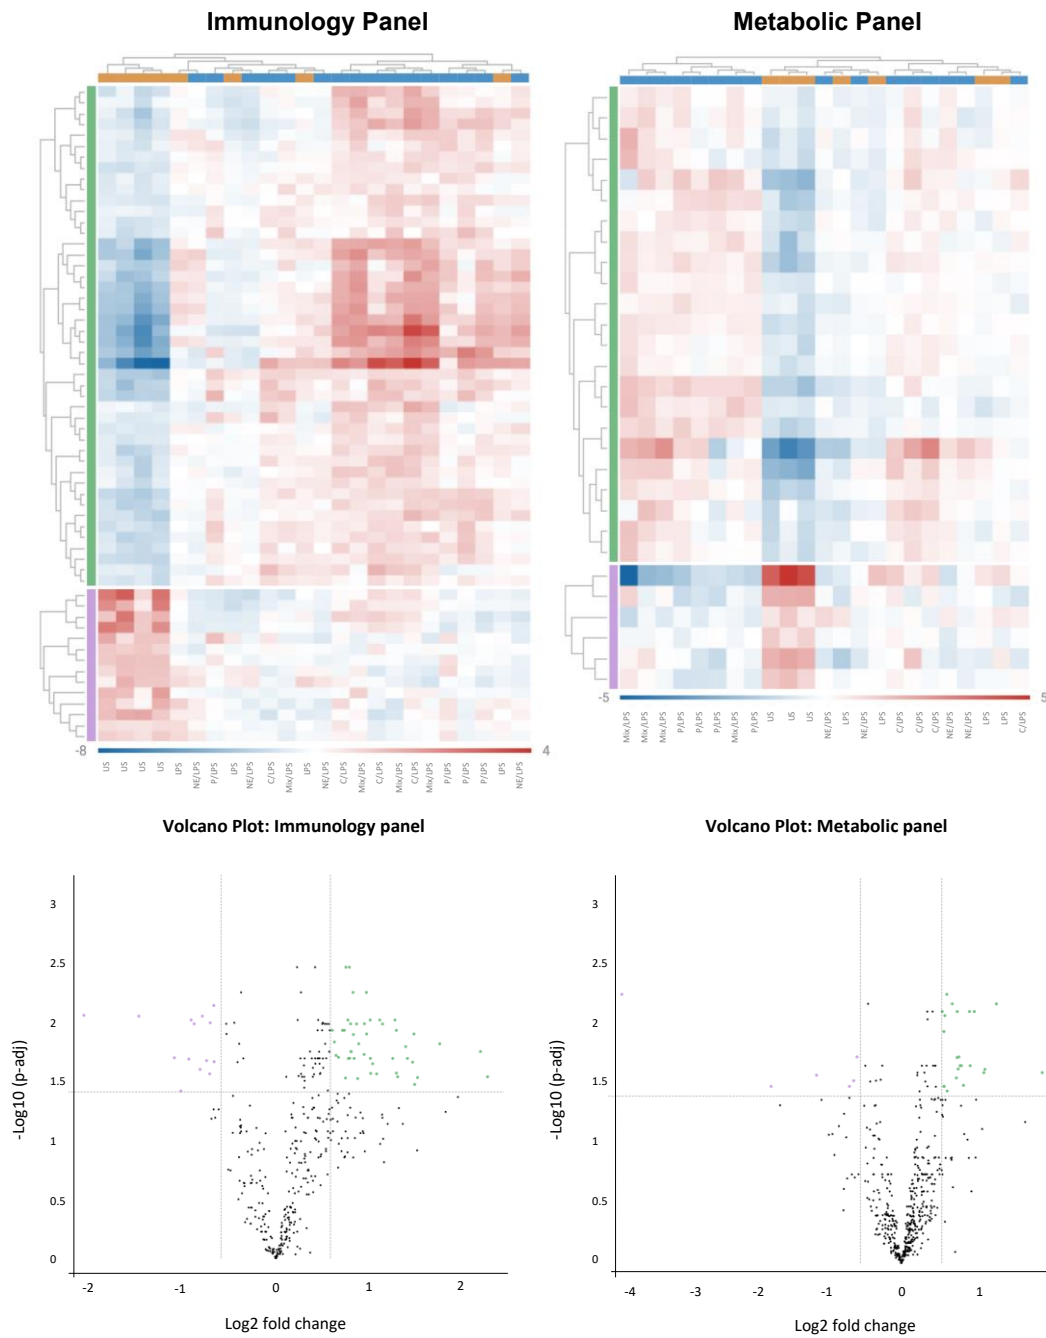 Immunology Panel
Metabolic Panel
-8
4
US
US
US
US
LPS
NE/LPS
P/LPS
LPS
NE/LPS
C/LPS
Mix/LPS
LPS
NE/LPS
C/LPS
Mix/LPS
C/LPS
Mix/LPS
C/LPS
Mix/LPS
P/LPS
P/LPS
P/LPS
LPS
NE/LPS
-5
5
Mix/LPS
Mix/LPS
Mix/LPS
P/LPS
P/LPS
P/LPS
Mix/LPS
P/LPS
US
US
US
NE/LPS
LPS
NE/LPS
LPS
C/LPS
C/LPS
C/LPS
NE/LPS
NE/LPS
LPS
LPS
C/LPS
Volcano Plot: Immunology panel
-Log10 (p-adj)
3
2.5
2
1.5
1
0.5
0
-2
-1
0
1
2
Log2 fold change
Volcano Plot: Metabolic panel
-Log10 (p-adj)
3
2.5
2
1.5
1
0.5
0
-4
-3
-2
-1
0
1
Log2 fold change